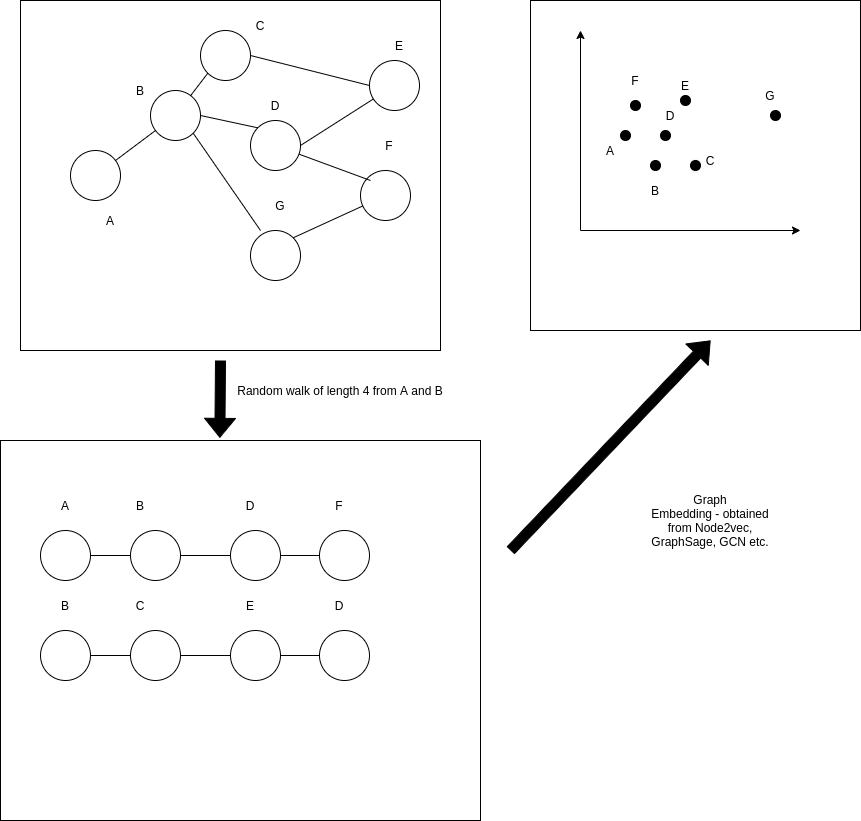 C
E
B
D
F
A
G
F
E
G
D
A
C
B
Random walk of length 4 from A and B
A B D F
B C E D
Graph
Embedding - obtained
from Node2vec,
GraphSage, GCN etc.